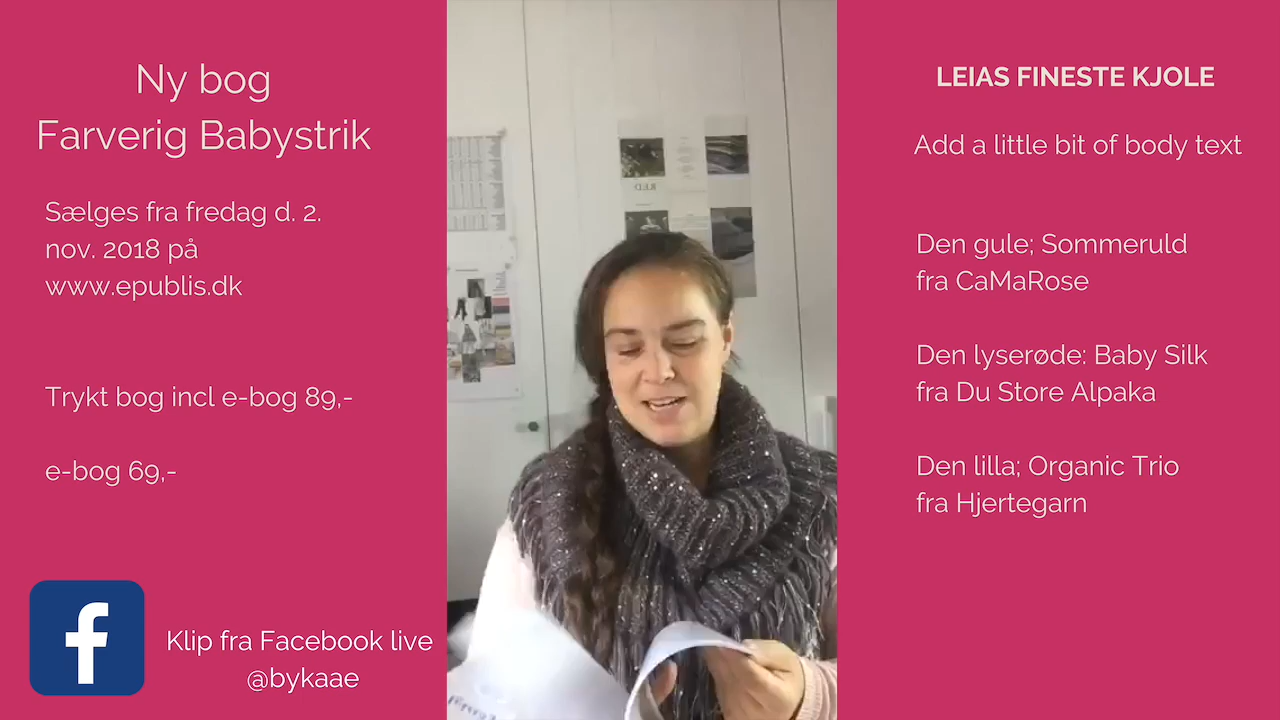 Ny bog
Farverig Babystrik
Sælges fra fredag d. 2.
nov. 2018 på
www.epublis.dk
Trykt bog incl e-bog 89,-
e-bog 69,-
f
Klip fra Facebook live
@bykaae
LEIAS FINESTE KJOLE
Add a little bit of body text
Den gule; Sommeruld
fra CaMaRose
Den lyserøde: Baby Silk
fra Du Store Alpaka
Den lilla; Organic Trio
fra Hjertegarn